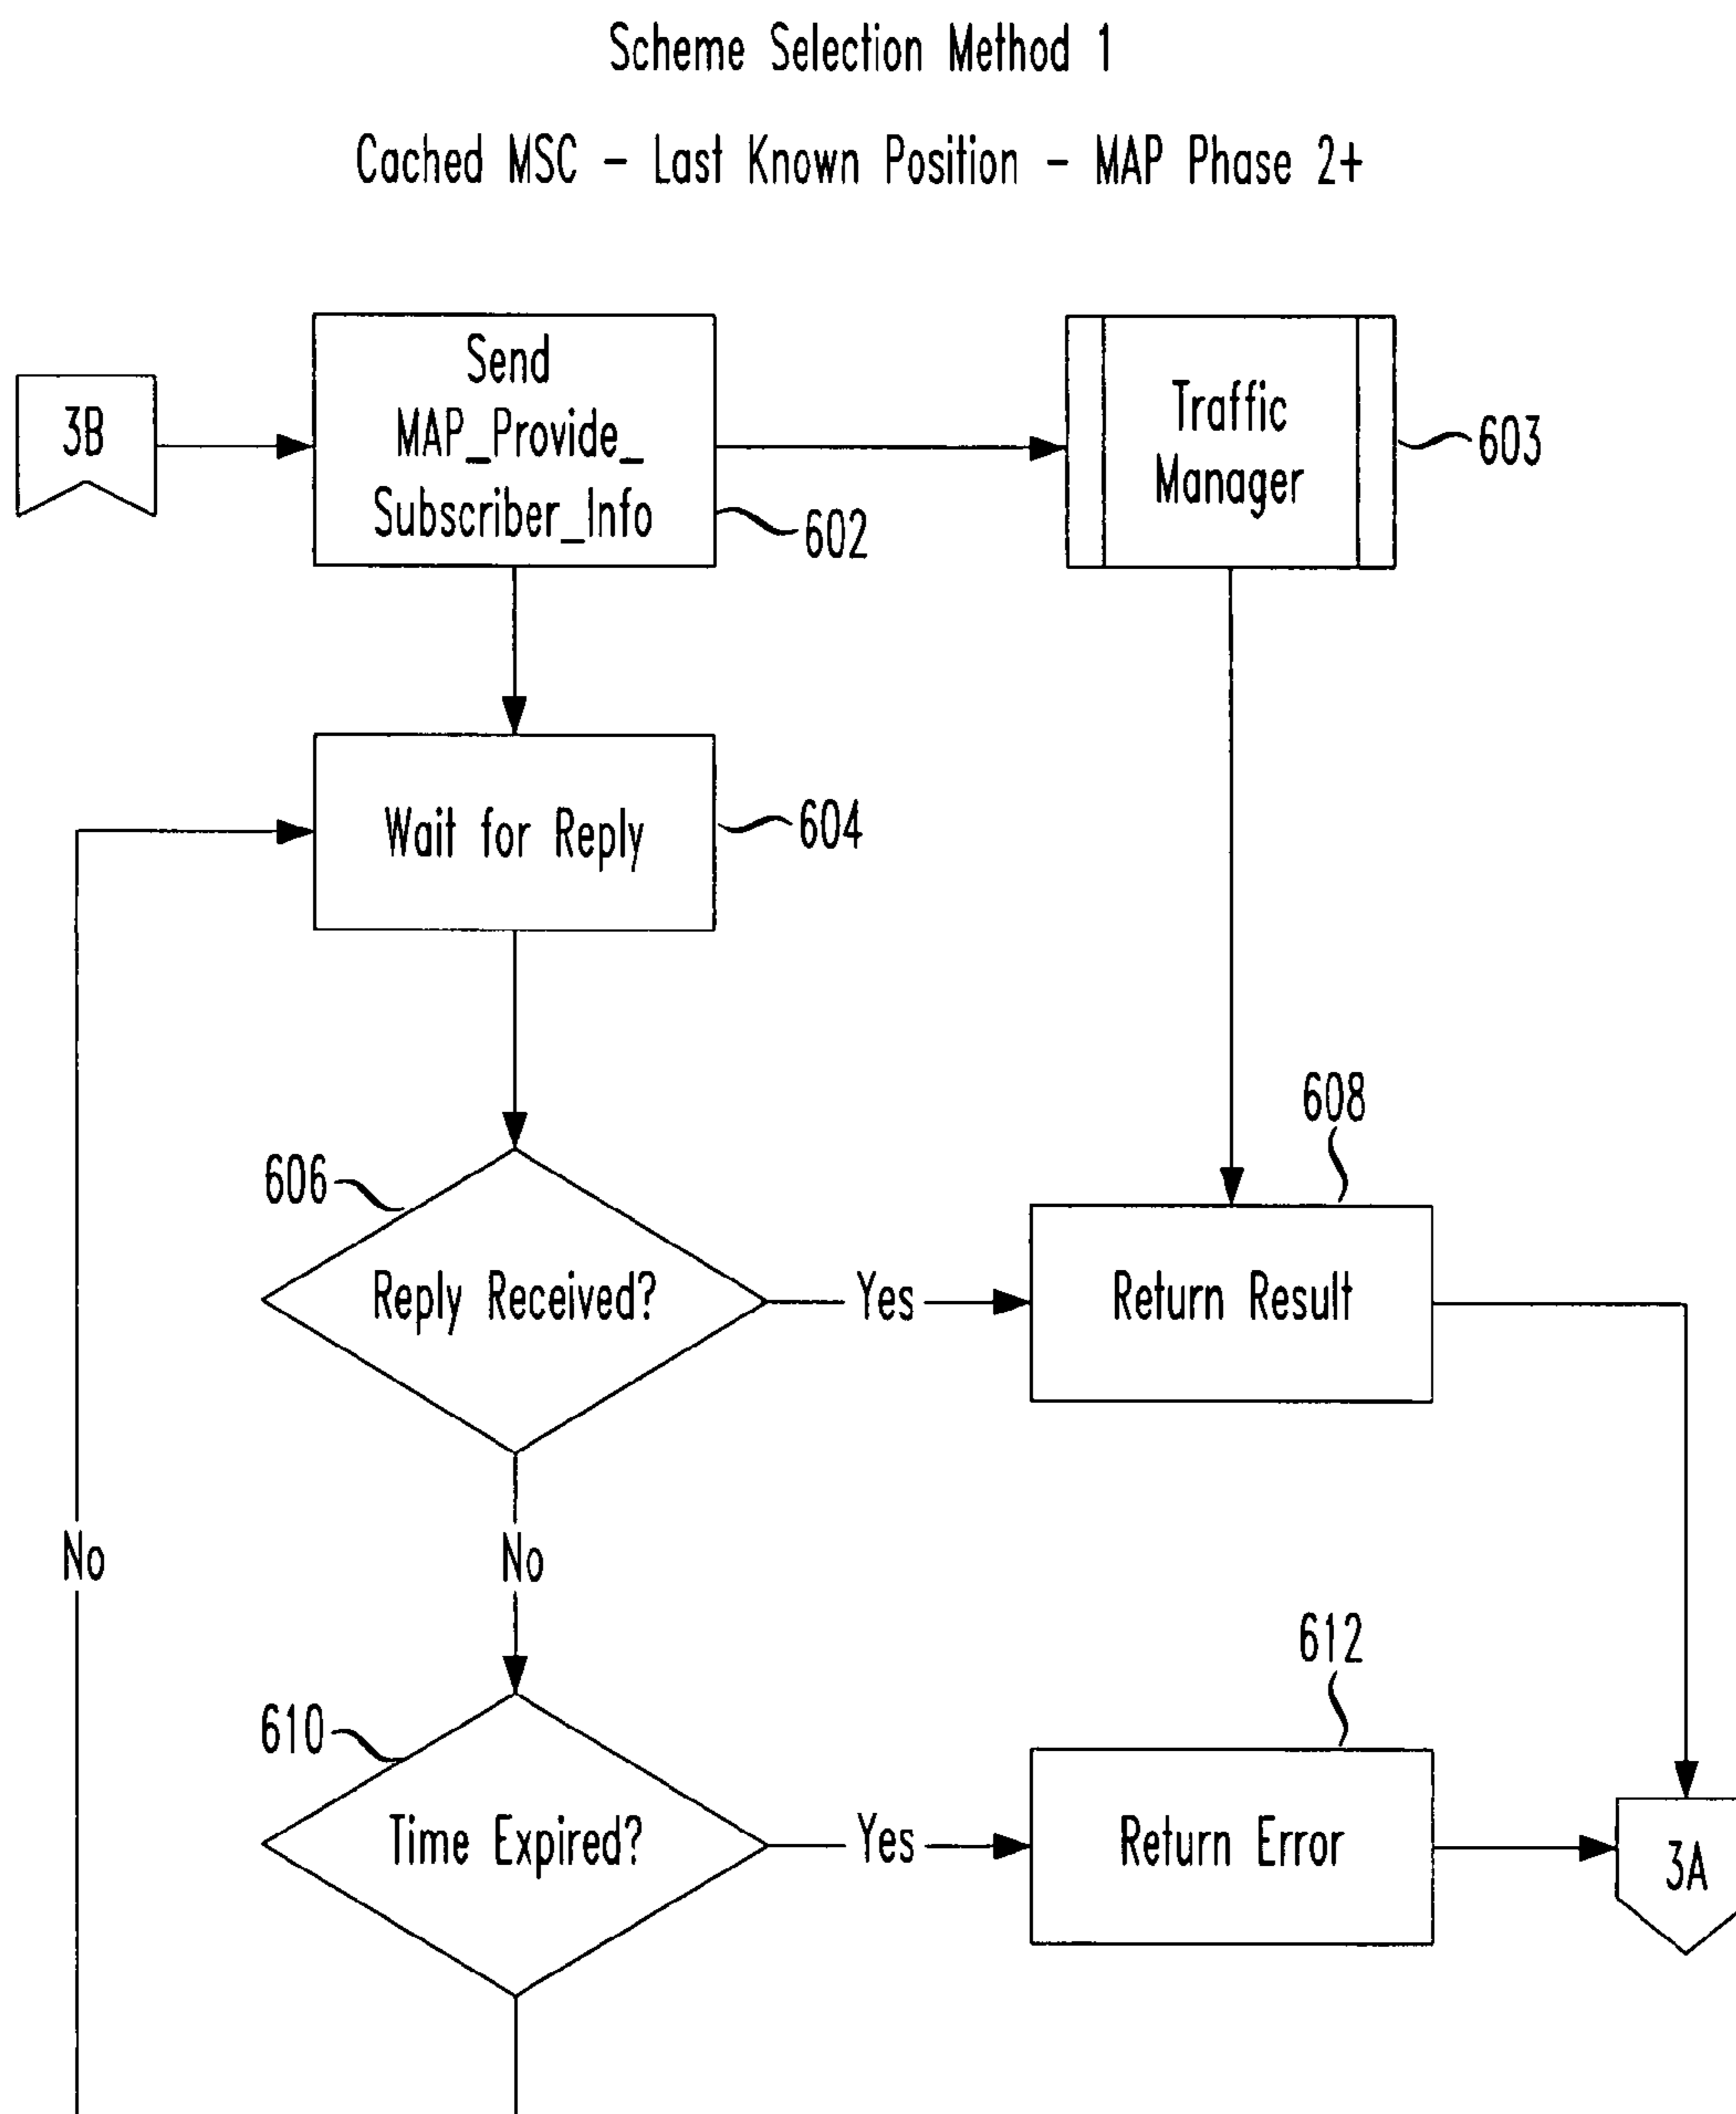 Scheme Selection Method 1
Cached MSC – Last Known Position – MAP Phase 2+
3B
Send
MAP_Provide_
Subscriber_Info
602
Traffic
Manager
603
Wait for Reply
604
606
Reply Received?
Yes
608
Return Result
No
No
610
Time Expired?
Yes
612
Return Error
3A